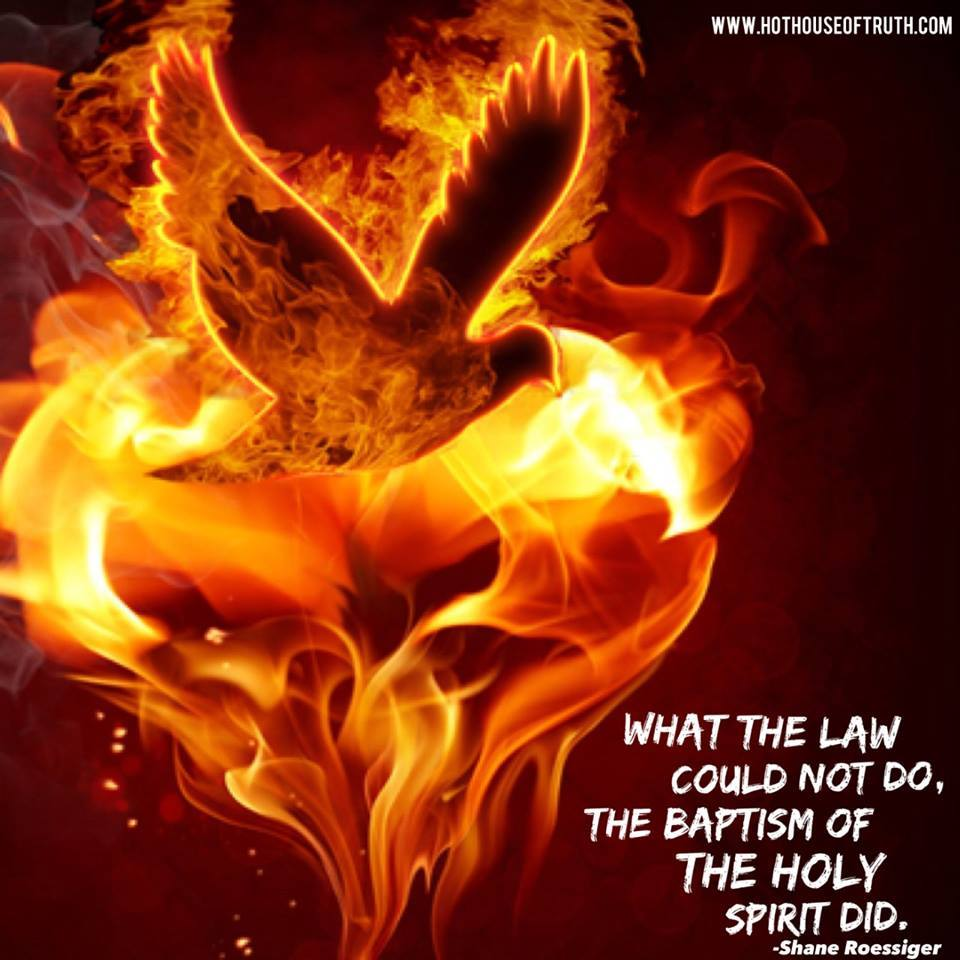 WWW.HOTHOUSEOFTRUTH.COM
WHAT THE LAW
COULD NOT DO,
THE BAPTISM OF
THE HOLY
SPIRIT DID.
-Shane Roessiger